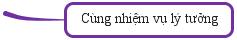 Cùng nhiệm vụ lý tưởng